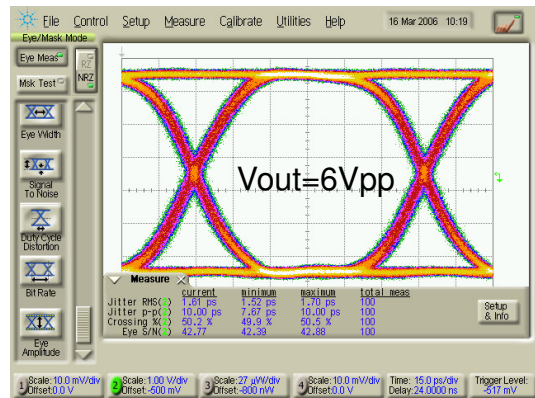 File Control Setup Measure Calibrate Utilities Help 16 Mar 2006 10:19
Eye/Mask Mode
Eye Meas
RZ
NRZ
Msk Test
Eye Width
Signal
To Noise
Duty Cycle
Distortion
Bit Rate
Eye
Amplitude
Vout=6Vpp
Measure
current minimum maximum total meas
Jitter RMS(2) 1.61 ps 1.52 ps 1.70 ps 100
Jitter p-p(2) 10.00 ps 7.67 ps 10.00 ps 100
Crossing %(2) 50.2 % 49.9 % 50.5 % 100
Eye S/N(2) 42.77 42.39 42.88 100
Setup
& Info
1 Scale:10.0 mV/div
Offset:0.0 V
2 Scale:1.00 V/div
Offset:-500 mV
3 Scale:27 µW/div
Offset:-800 nW
4 Scale:10.0 mV/div
Offset:0.0 V
Time: 15.0 ps/div
Delay:24.0000 ns
Trigger Level:
-517 mV